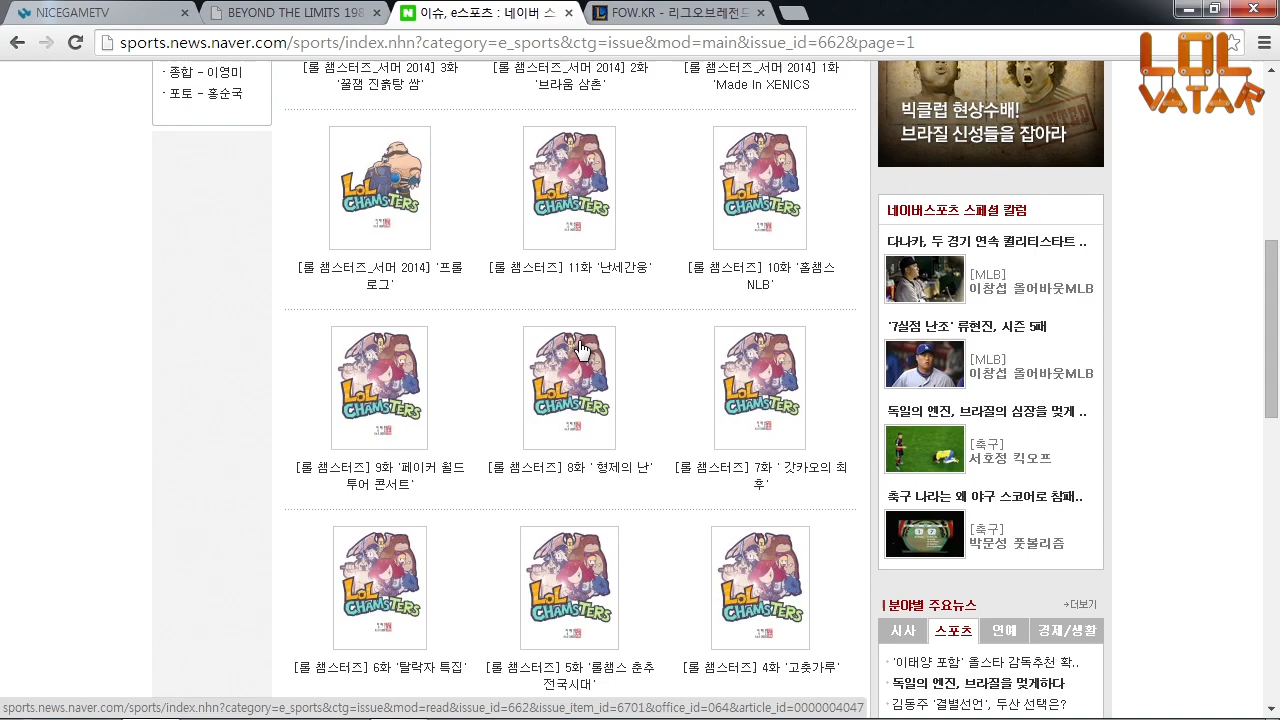 NICEGAMETV
BEYOND THE LIMITS 198
이슈, e스포츠 : 네이버 스
FOW.KR - 리그오브레전드
sports.news.naver.com/sports/index.nhn?category=e_sports&ctg=issue&mod=main&issue_id=662&page=1
LOL
VATAR
· 종합 - 이영미
· 포토 - 홍순국
[롤 챔스터즈_서머 2014] 3화
'꿀잼 진흙탕 쌈'
[롤 챔스터즈_서머 2014] 2화
'브라움 삼촌'
[롤 챔스터즈_서머 2014] 1화
'Made in XENICS
LOL
CHAMSTERS
LOL
CHAMSTERS
LOL
CHAMSTERS
[롤 챔스터즈_서머 2014] '프롤
로그'
[롤 챔스터즈] 11화 '난세영웅'
[롤 챔스터즈] 10화 '홀챔스
NLB'
LOL
CHAMSTERS
LOL
CHAMSTERS
LOL
CHAMSTERS
[롤 챔스터즈] 9화 '페이커 월드
투어 콘서트'
[롤 챔스터즈] 8화 ' 형제의 난'
[롤 챔스터즈] 7화 ' 갓카오의 최
후'
LOL
CHAMSTERS
LOL
CHAMSTERS
LOL
CHAMSTERS
[롤 챔스터즈] 6화 '탈락자 특집'
[롤 챔스터즈] 5화 '롤챔스 춘추
전국시대'
[롤 챔스터즈] 4화 '고춧가루'
WANTED
빅클럽 현상수배!
브라질 신성들을 잡아라
네이버스포츠 스페셜 칼럼
다나카, 두 경기 연속 퀄리티스타트 ..
[MLB]
이창섭 올어바웃MLB
'7실점 난조' 류현진, 시즌 5패
[MLB]
이창섭 올어바웃MLB
독일의 엔진, 브라질의 심장을 멎게 ..
[축구]
서호정 킥오프
축구 나라는 왜 야구 스코어로 참패..
[축구]
박문성 풋볼리즘
분야별 주요뉴스
더보기
시사
스포츠
연예
경제/생활
'이태양 포함' 올스타 감독추천 확..
독일의 엔진, 브라질을 멎게하다
김동주 '결별선언', 두산 선택은?
sports.news.naver.com/sports/index.nhn?category=e_sports&ctg=issue&mod=read&issue_id=662&issue_item_id=6701&office_id=064&article_id=0000004047